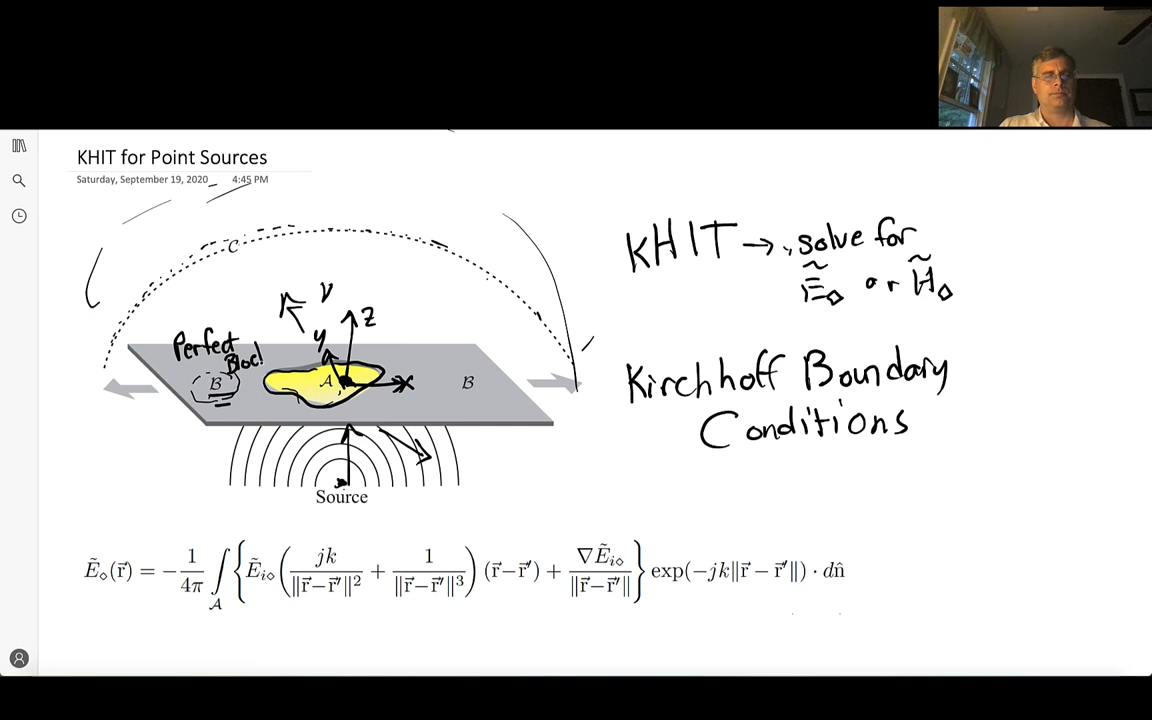 KHIT for Point Sources
Saturday, September 19, 2020 4:45 PM
KHIT → solve for
Ẽ⋄ or H̃⋄
Kirchhoff Boundary
Conditions
C
ν
z
y
Perfect
Bloc!
B
A
x
B
Source
Ẽ⋄(r⃗) = −1/4π ∫_A {Ẽi⋄ (jk/‖r⃗−r⃗′‖² + 1/‖r⃗−r⃗′‖³) (r⃗−r⃗′) + ∇Ẽi⋄/‖r⃗−r⃗′‖} exp(−jk‖r⃗ − r⃗′‖) · dn̂